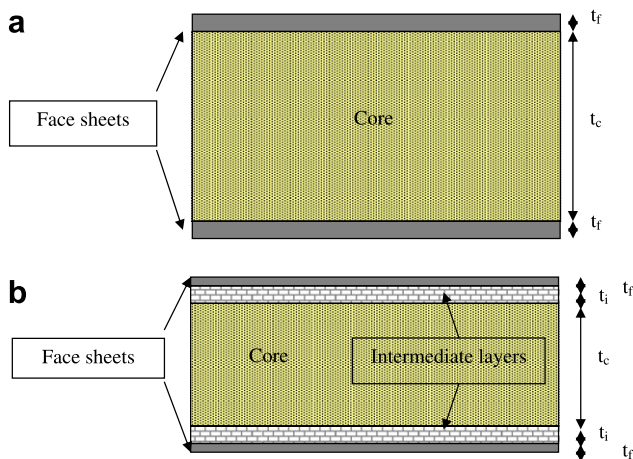 a
t_f
Face sheets
Core
t_c
t_f
b
t_f
t_i
Face sheets
Core
Intermediate layers
t_c
t_i
t_f